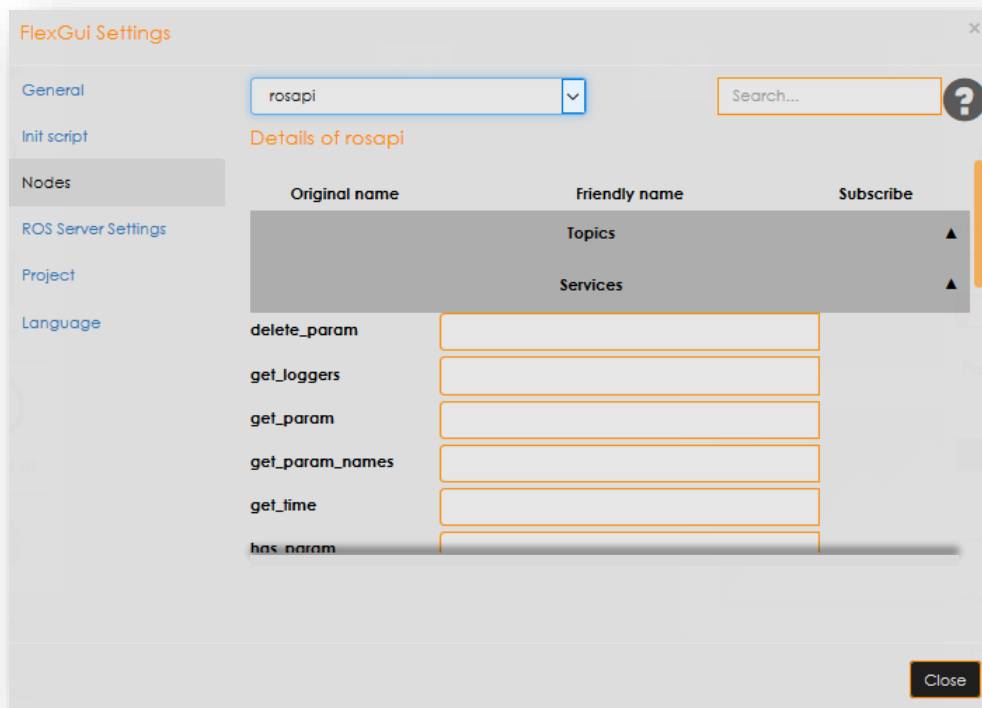 FlexGui Settings
×
General
Init script
Nodes
ROS Server Settings
Project
Language
rosapi
Search...
?
Details of rosapi
Original name Friendly name Subscribe
Topics ▲
Services ▲
delete_param
get_loggers
get_param
get_param_names
get_time
has_param
Close